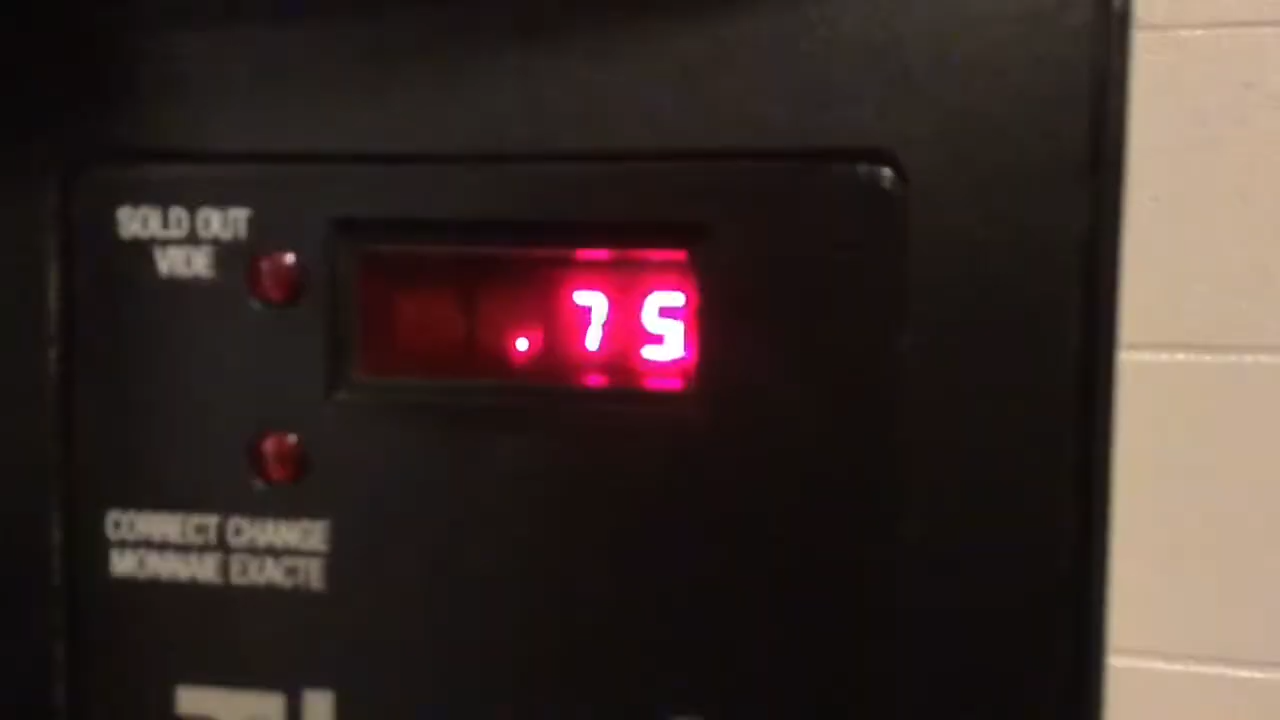 SOLD OUT
VIDE
.75
CORRECT CHANGE
MONNAIE EXACTE